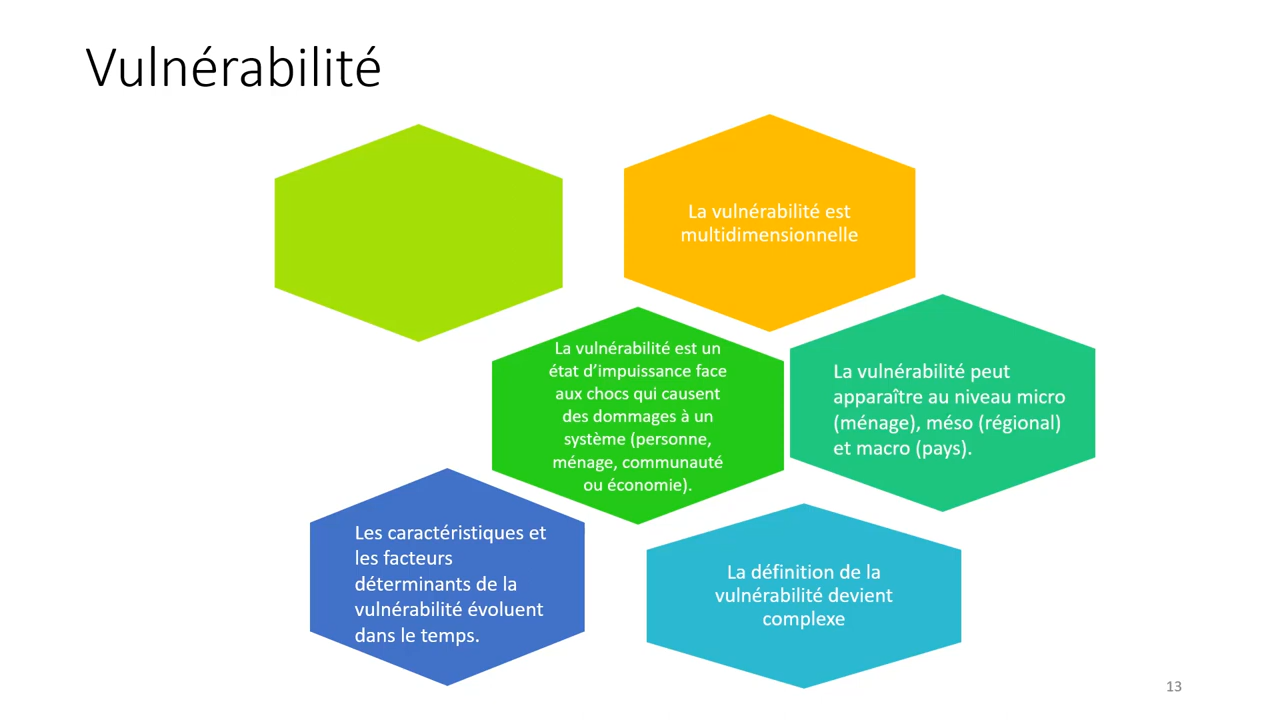 Vulnérabilité
La vulnérabilité est
multidimensionnelle
La vulnérabilité est un
état d’impuissance face
aux chocs qui causent
des dommages à un
système (personne,
ménage, communauté
ou économie).
La vulnérabilité peut
apparaître au niveau micro
(ménage), méso (régional)
et macro (pays).
Les caractéristiques et
les facteurs
déterminants de la
vulnérabilité évoluent
dans le temps.
La définition de la
vulnérabilité devient
complexe
13